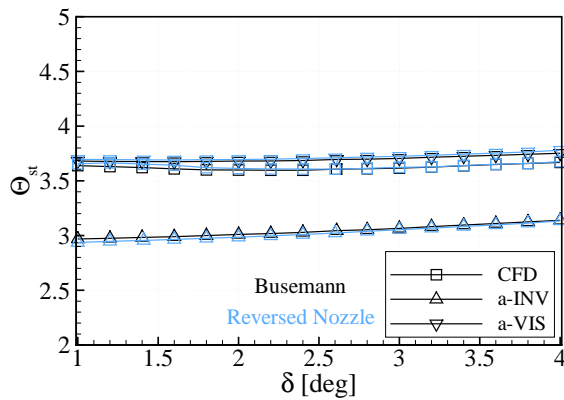 5
4.5
4
3.5
3
2.5
2
Θst
Busemann
Reversed Nozzle
CFD
a-INV
a-VIS
1 1.5 2 2.5 3 3.5 4
δ [deg]